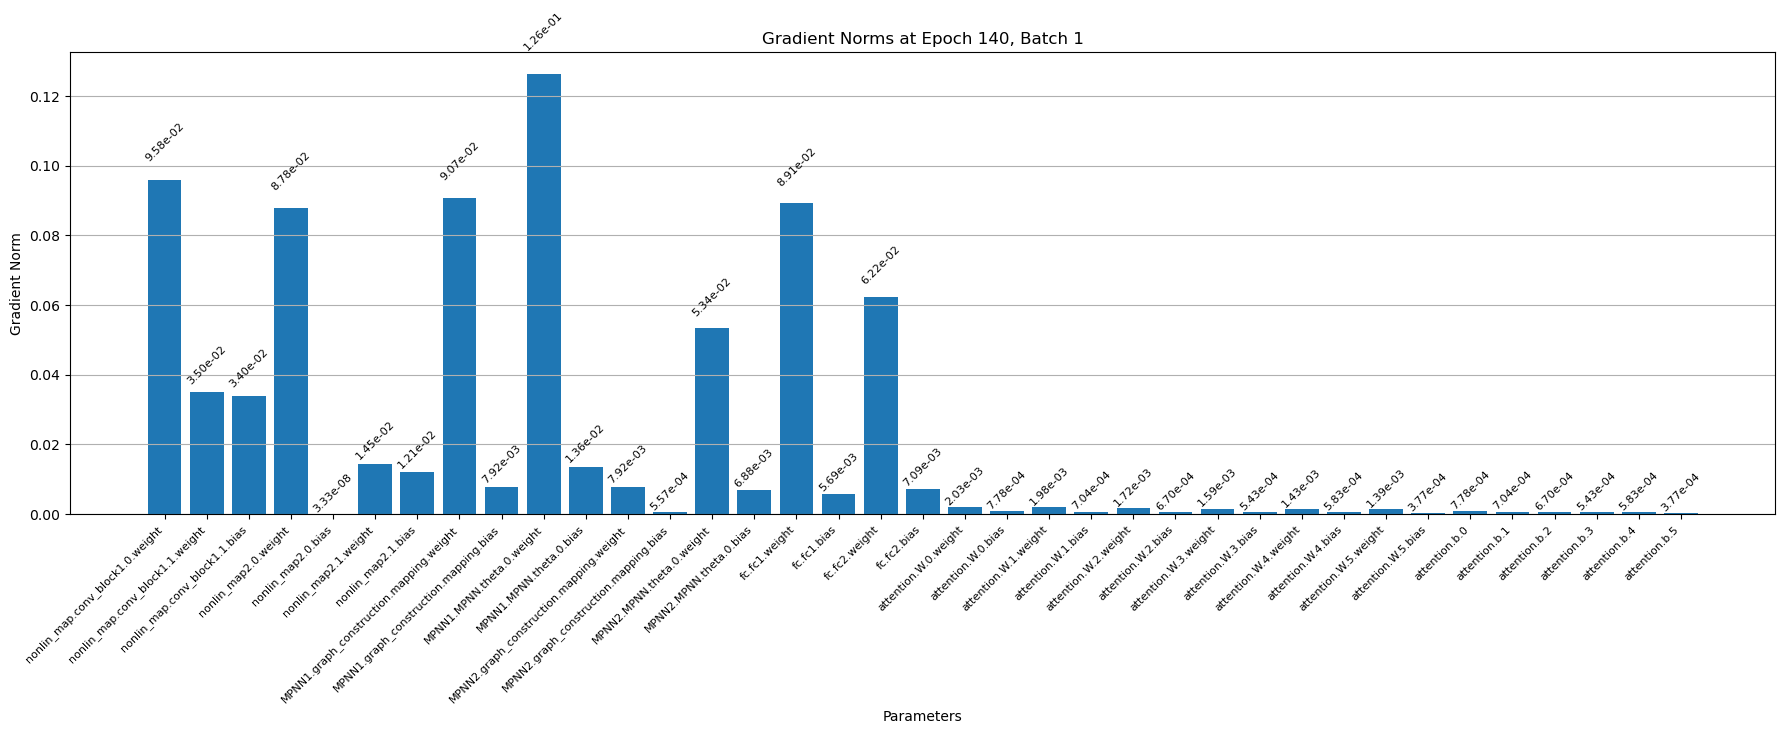 Gradient Norms at Epoch 140, Batch 1
Gradient Norm
0.12
0.10
0.08
0.06
0.04
0.02
0.00
9.58e-02
3.50e-02
3.40e-02
8.78e-02
3.33e-08
1.45e-02
1.21e-02
9.07e-02
7.92e-03
1.26e-01
1.36e-02
7.92e-03
5.57e-04
5.34e-02
6.88e-03
8.91e-02
5.69e-03
6.22e-02
7.09e-03
2.03e-03
7.78e-04
1.98e-03
7.04e-04
1.72e-03
6.70e-04
1.59e-03
5.43e-04
1.43e-03
5.83e-04
1.39e-03
3.77e-04
7.78e-04
7.04e-04
6.70e-04
5.43e-04
5.83e-04
3.77e-04
nonlin_map.conv_block1.0.weight
nonlin_map.conv_block1.1.weight
nonlin_map.conv_block1.1.bias
nonlin_map2.0.weight
nonlin_map2.0.bias
nonlin_map2.1.weight
nonlin_map2.1.bias
MPNN1.graph_construction.mapping.weight
MPNN1.graph_construction.mapping.bias
MPNN1.MPNN.theta.0.weight
MPNN1.MPNN.theta.0.bias
MPNN2.graph_construction.mapping.weight
MPNN2.graph_construction.mapping.bias
MPNN2.MPNN.theta.0.weight
MPNN2.MPNN.theta.0.bias
fc.fc1.weight
fc.fc1.bias
fc.fc2.weight
fc.fc2.bias
attention.W.0.weight
attention.W.0.bias
attention.W.1.weight
attention.W.1.bias
attention.W.2.weight
attention.W.2.bias
attention.W.3.weight
attention.W.3.bias
attention.W.4.weight
attention.W.4.bias
attention.W.5.weight
attention.W.5.bias
attention.b.0
attention.b.1
attention.b.2
attention.b.3
attention.b.4
attention.b.5
Parameters